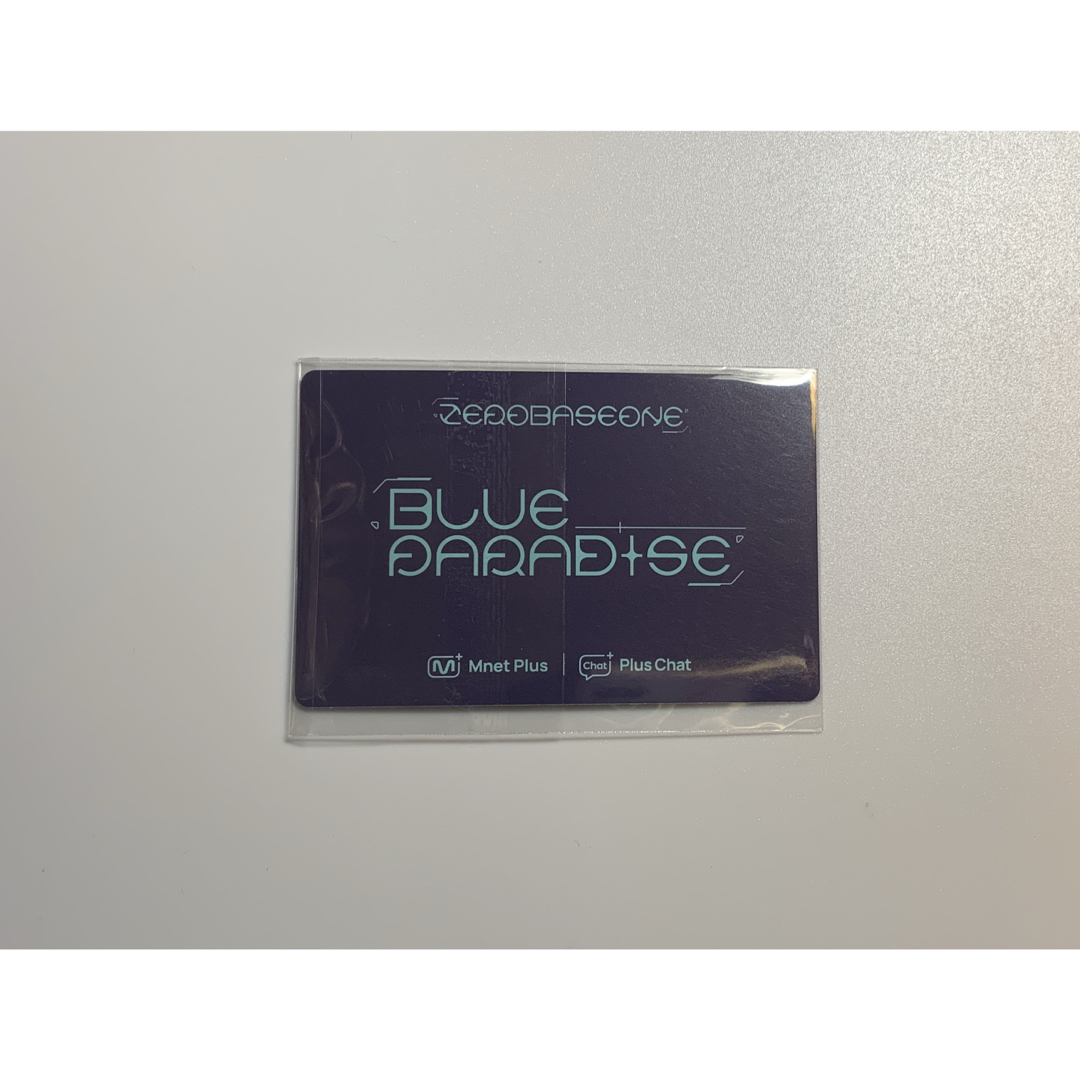 ZEROBASEONE
BLUE
PARADISE
Mnet Plus | Chat+ Plus Chat